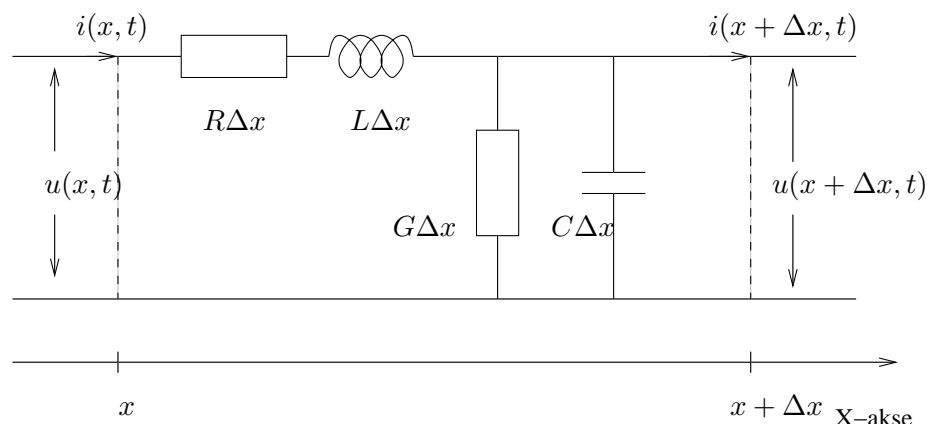 i(x, t)
i(x + Δx, t)
RΔx
LΔx
u(x, t)
u(x + Δx, t)
GΔx
CΔx
x
x + Δx
X–akse